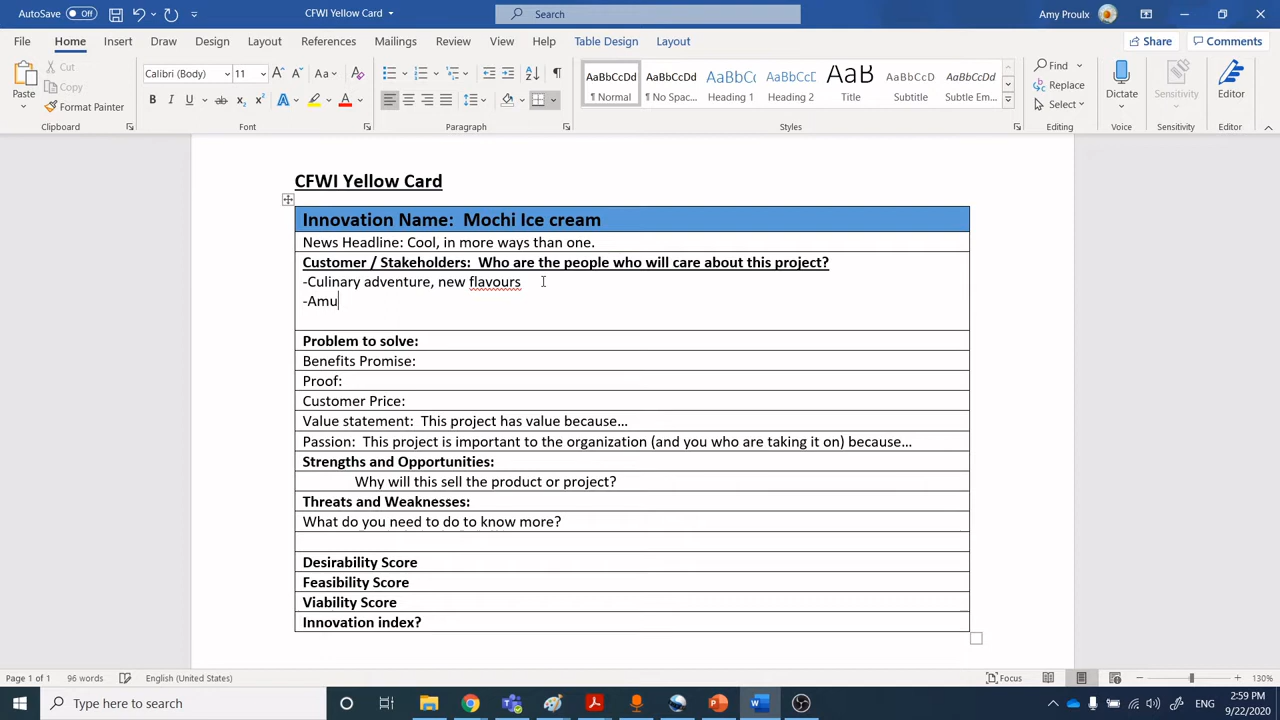 AutoSave Off CFWI Yellow Card Search Amy Proulx
File Home Insert Draw Design Layout References Mailings Review View Help Table Design Layout Share Comments
Paste Cut Copy Format Painter
Calibri (Body) 11
AaBbCcDd ¶ Normal
AaBbCcDd ¶ No Spac...
AaBbCc Heading 1
AaBbCcD Heading 2
AaB Title
AaBbCcD Subtitle
AaBbCcDd Subtle Em...
Find Replace Select
Dictate Sensitivity Editor
Clipboard Font Paragraph Styles Editing Voice Sensitivity Editor
CFWI Yellow Card
Innovation Name: Mochi Ice cream
News Headline: Cool, in more ways than one.
Customer / Stakeholders: Who are the people who will care about this project?
-Culinary adventure, new flavours
-Amu
Problem to solve:
Benefits Promise:
Proof:
Customer Price:
Value statement: This project has value because...
Passion: This project is important to the organization (and you who are taking it on) because...
Strengths and Opportunities:
Why will this sell the product or project?
Threats and Weaknesses:
What do you need to do to know more?
Desirability Score
Feasibility Score
Viability Score
Innovation index?
Page 1 of 1 96 words English (United States) Focus 130%
Type here to search ENG 2:59 PM
9/22/2020